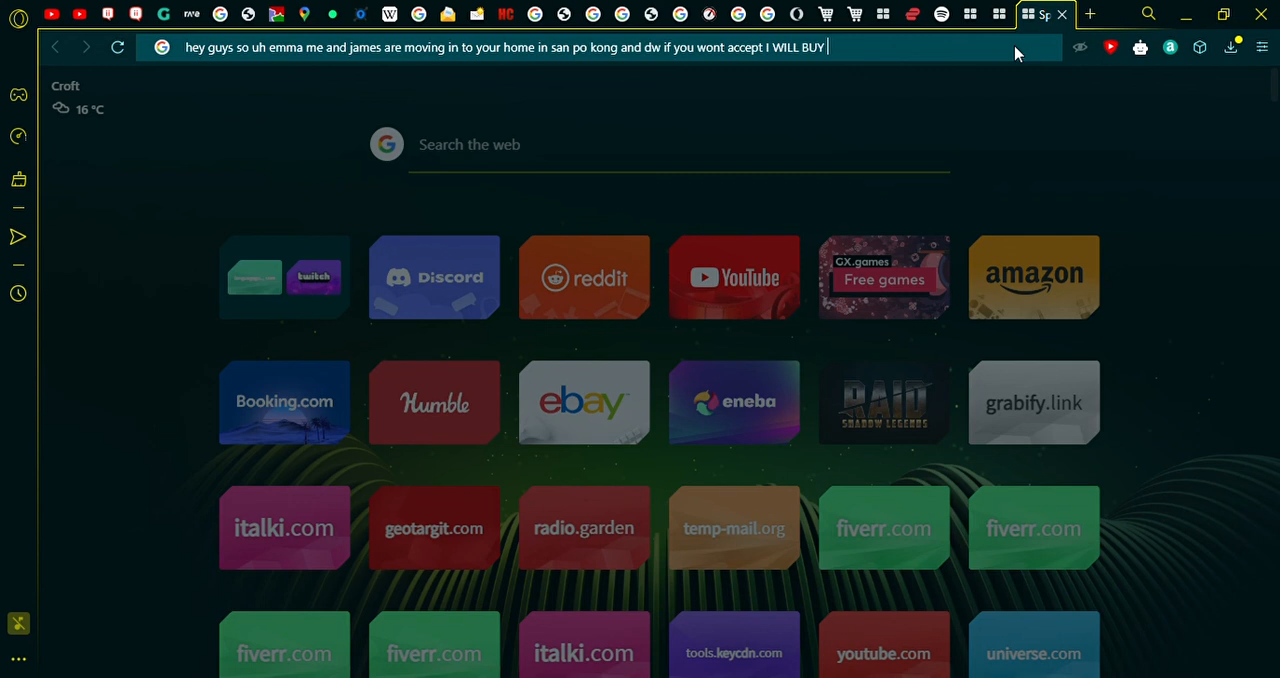 Sp
hey guys so uh emma me and james are moving in to your home in san po kong and dw if you wont accept I WILL BUY
Croft
16 °C
Search the web
twitch
Discord
reddit
YouTube
GX.games
Free games
amazon
Booking.com
Humble
ebay
eneba
RAID
SHADOW LEGENDS
grabify.link
italki.com
geotargit.com
radio.garden
temp-mail.org
fiverr.com
fiverr.com
fiverr.com
fiverr.com
italki.com
tools.keycdn.com
youtube.com
universe.com